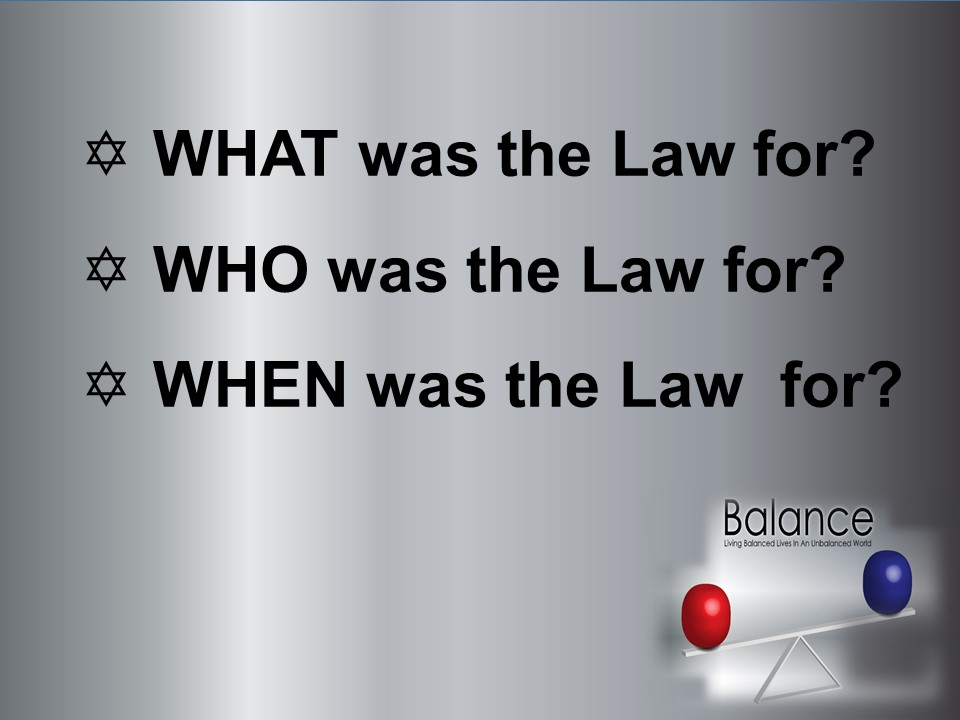 ✡ WHAT was the Law for?
✡ WHO was the Law for?
✡ WHEN was the Law  for?
Balance
Living Balanced Lives In An Unbalanced World